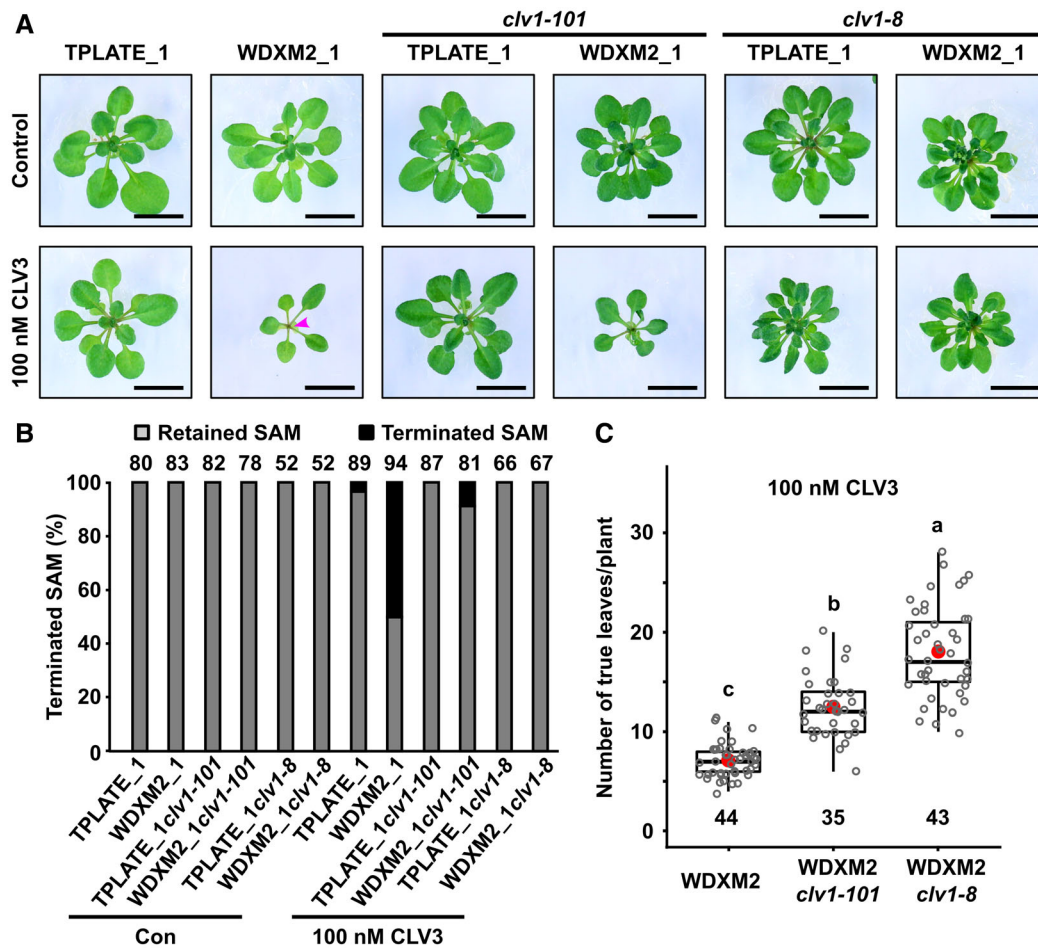 A
clv1-101 clv1-8
TPLATE_1 WDXM2_1 TPLATE_1 WDXM2_1 TPLATE_1 WDXM2_1
Control
100 nM CLV3
B
Retained SAM Terminated SAM
80 83 82 78 52 52 89 94 87 81 66 67
Terminated SAM (%)
100
80
60
40
20
0
TPLATE_1
WDXM2_1
TPLATE_1clv1-101
WDXM2_1clv1-101
TPLATE_1clv1-8
WDXM2_1clv1-8
TPLATE_1
WDXM2_1
TPLATE_1clv1-101
WDXM2_1clv1-101
TPLATE_1clv1-8
WDXM2_1clv1-8
Con 100 nM CLV3
C
100 nM CLV3
Number of true leaves/plant
30
20
10
0
a
b
c
44 35 43
WDXM2 WDXM2 WDXM2
clv1-101 clv1-8